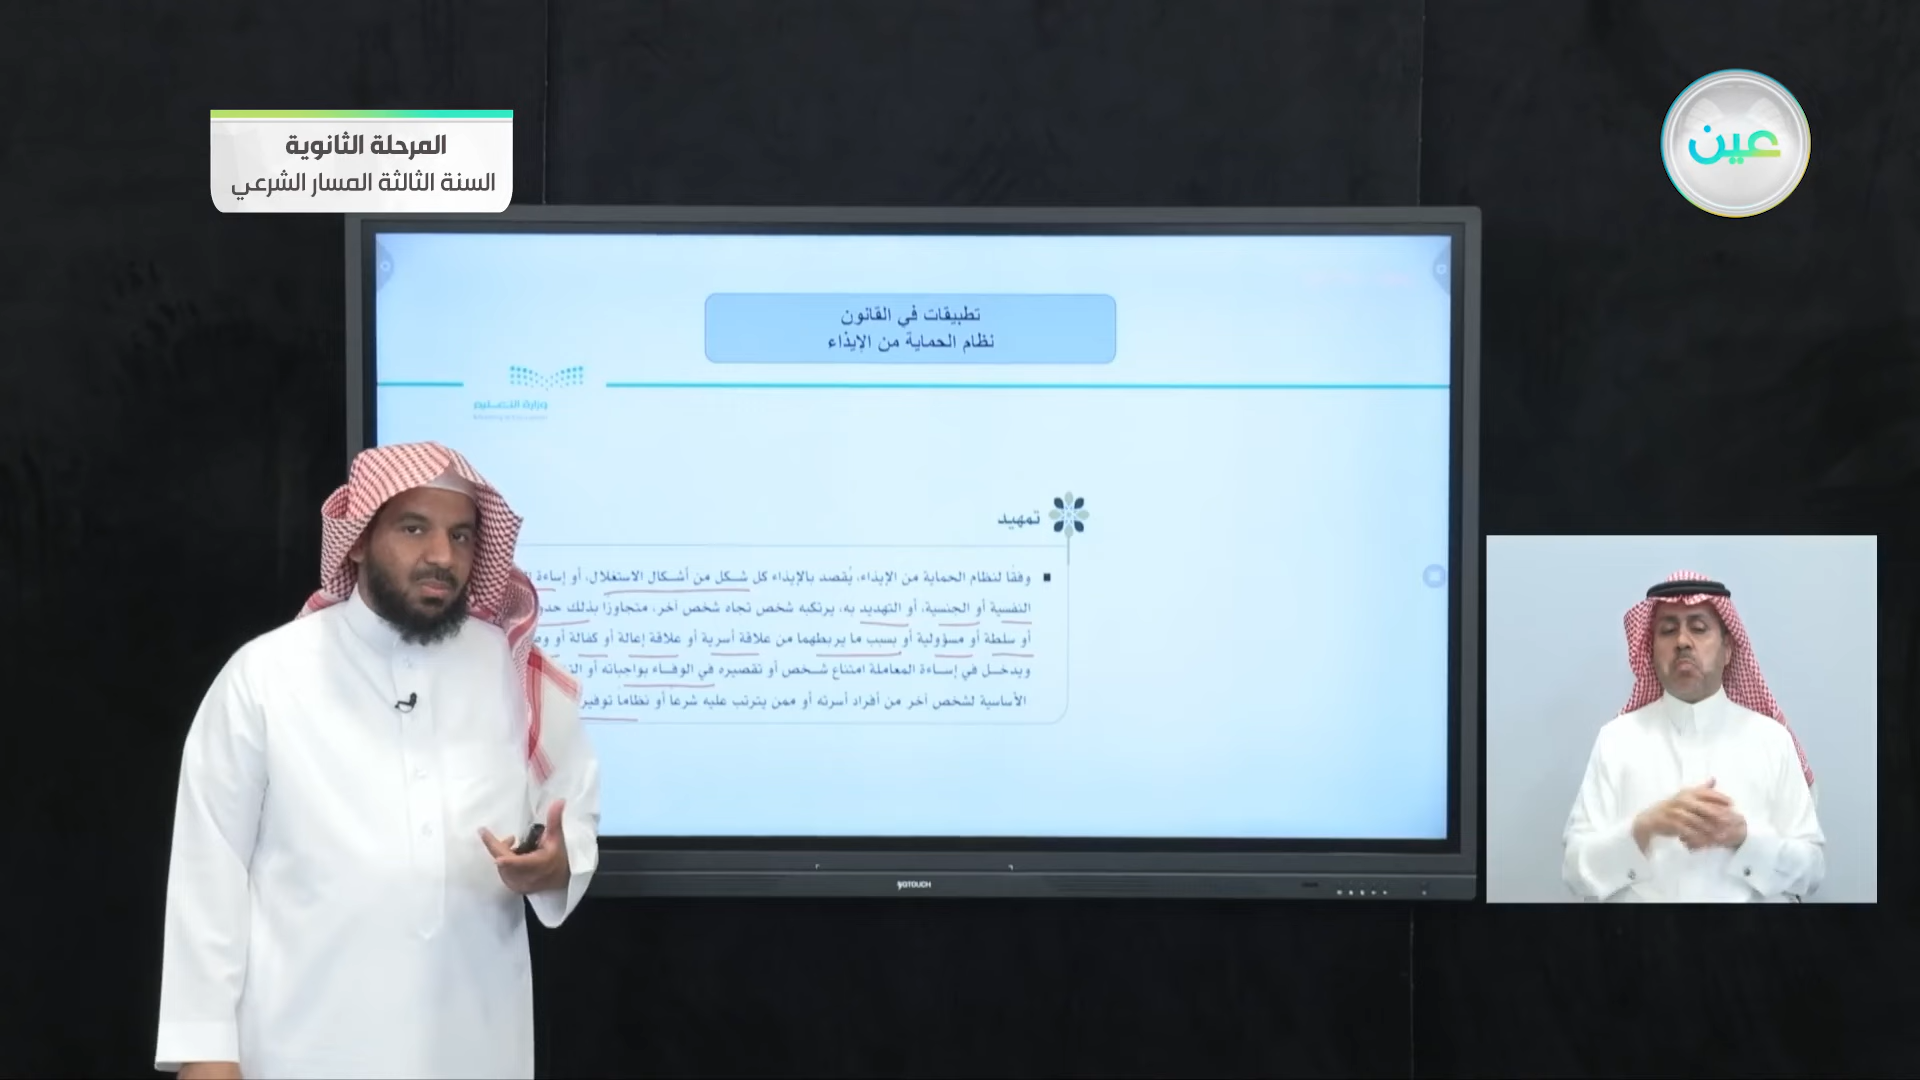 المرحلة الثانوية
السنة الثالثة المسار الشرعي
عين
تطبيقات في القانون
نظام الحماية من الإيذاء
وزارة التعليم
تمهيد
وفقًا لنظام الحماية من الإيذاء، يُقصد بالإيذاء كل شكل من أشكال الاستغلال، أو إساءة
النفسية أو الجنسية، أو التهديد به، يرتكبه شخص تجاه شخص آخر، متجاوزًا بذلك
أو سلطة أو مسؤولية أو بسبب ما يربطهما من علاقة أسرية أو علاقة إعالة أو كفالة أو
ويدخل في إساءة المعاملة امتناع شخص أو تقصيره في الوفاء بواجباته أو
الأساسية لشخص آخر من أفراد أسرته أو ممن يترتب عليه شرعا أو نظاما توفير